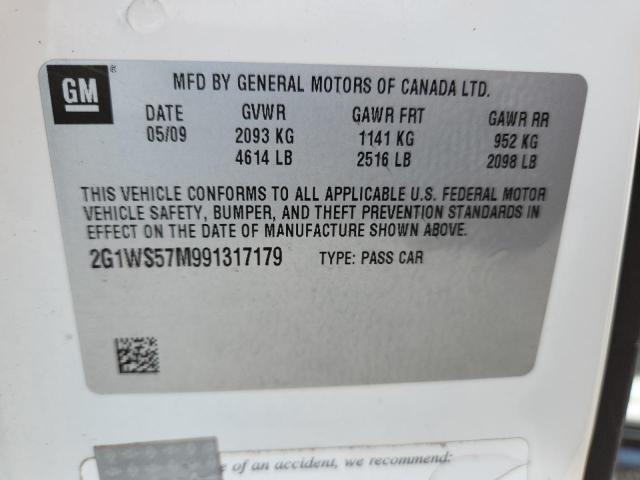 GM®
MFD BY GENERAL MOTORS OF CANADA LTD.
DATE GVWR GAWR FRT GAWR RR
05/09 2093 KG 1141 KG 952 KG
4614 LB 2516 LB 2098 LB
THIS VEHICLE CONFORMS TO ALL APPLICABLE U.S. FEDERAL MOTOR
VEHICLE SAFETY, BUMPER, AND THEFT PREVENTION STANDARDS IN
EFFECT ON THE DATE OF MANUFACTURE SHOWN ABOVE.
2G1WS57M991317179 TYPE: PASS CAR
of an accident, we recommend: